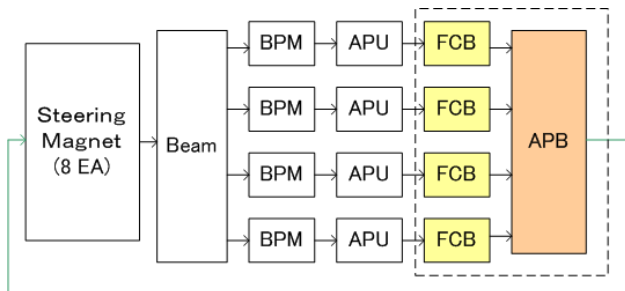 Steering
Magnet
(8 EA)
Beam
BPM
APU
FCB
BPM
APU
FCB
BPM
APU
FCB
BPM
APU
FCB
APB